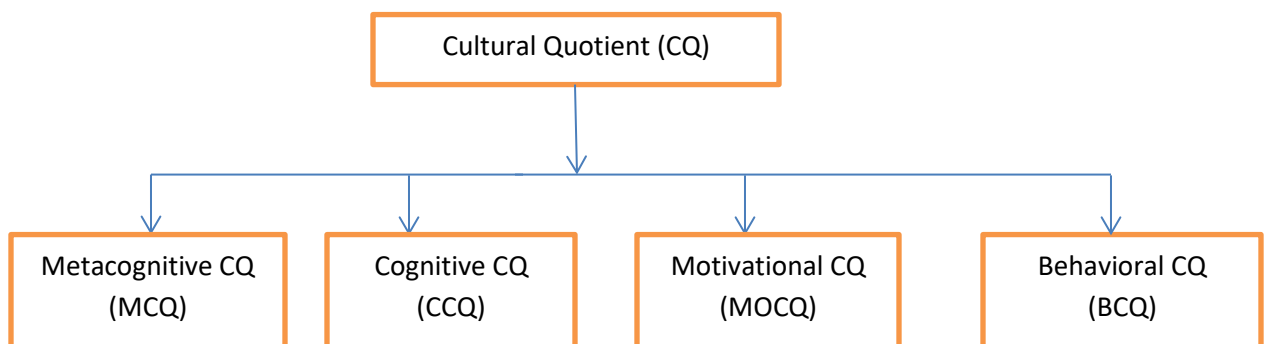 Cultural Quotient (CQ)
Metacognitive CQ
(MCQ)
Cognitive CQ
(CCQ)
Motivational CQ
(MOCQ)
Behavioral CQ
(BCQ)